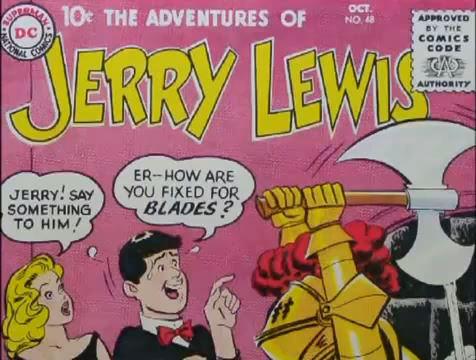 SUPERMAN
DC
NATIONAL COMICS
10¢ THE ADVENTURES OF
OCT.
NO. 48
APPROVED
BY THE
COMICS
CODE
CA
AUTHORITY
JERRY LEWIS
JERRY! SAY
SOMETHING
TO HIM!
ER--HOW ARE
YOU FIXED FOR
BLADES?